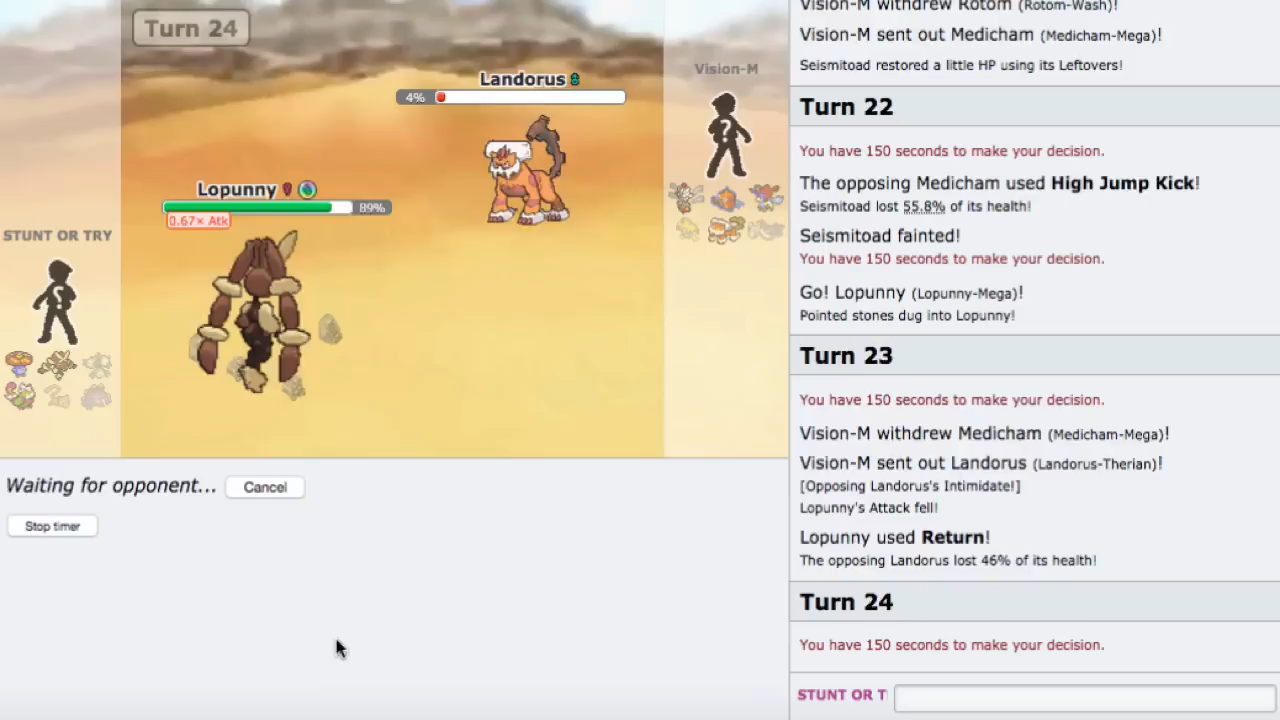 Turn 24
Landorus
4%
Lopunny
89%
0.67× Atk
STUNT OR TRY
Vision-M
Waiting for opponent...
Cancel
Stop timer
Vision-M withdrew Rotom (Rotom-Wash)!
Vision-M sent out Medicham (Medicham-Mega)!
Seismitoad restored a little HP using its Leftovers!
Turn 22
You have 150 seconds to make your decision.
The opposing Medicham used High Jump Kick!
Seismitoad lost 55.8% of its health!
Seismitoad fainted!
You have 150 seconds to make your decision.
Go! Lopunny (Lopunny-Mega)!
Pointed stones dug into Lopunny!
Turn 23
You have 150 seconds to make your decision.
Vision-M withdrew Medicham (Medicham-Mega)!
Vision-M sent out Landorus (Landorus-Therian)!
[Opposing Landorus's Intimidate!]
Lopunny's Attack fell!
Lopunny used Return!
The opposing Landorus lost 46% of its health!
Turn 24
You have 150 seconds to make your decision.
STUNT OR T